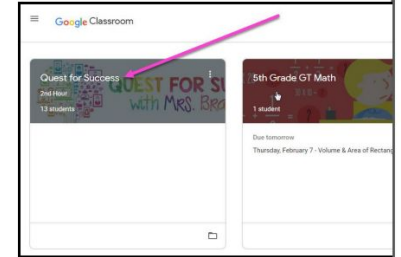 Google Classroom
Quest for Success
2nd Hour
13 students
QUEST FOR SU
with MRS. BRO
5th Grade GT Math
1 student
Due tomorrow
Thursday, February 7 - Volume & Area of Rectang